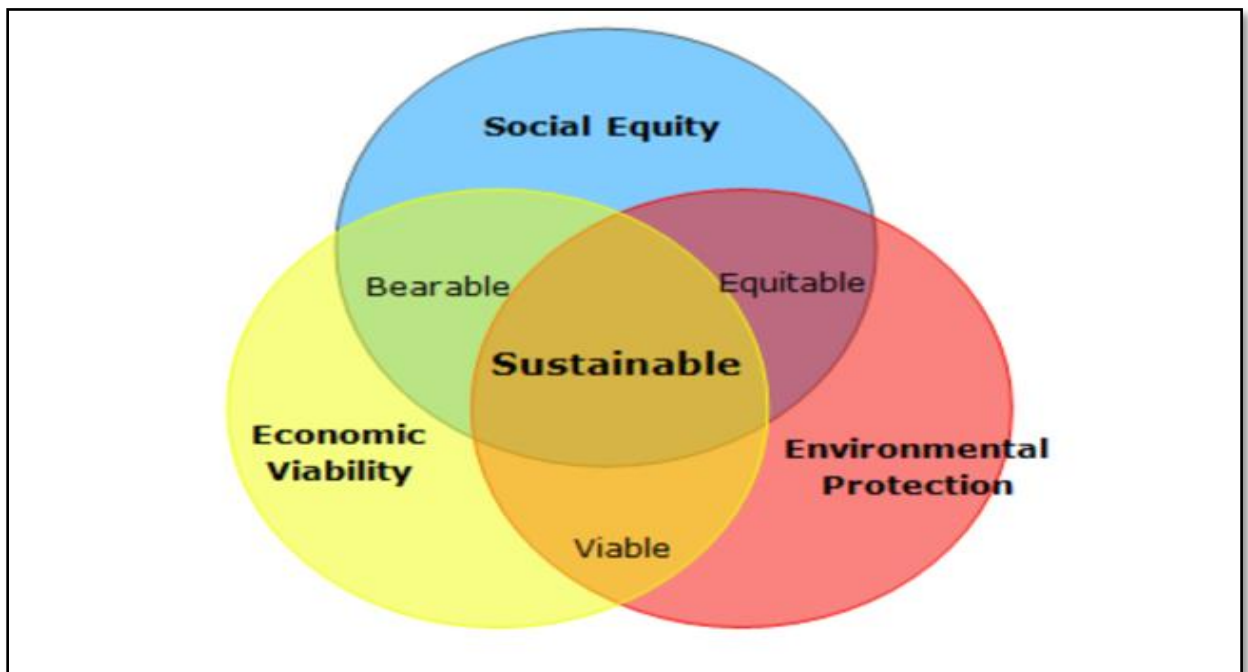 Social Equity
Bearable
Equitable
Sustainable
Economic
Viability
Environmental
Protection
Viable